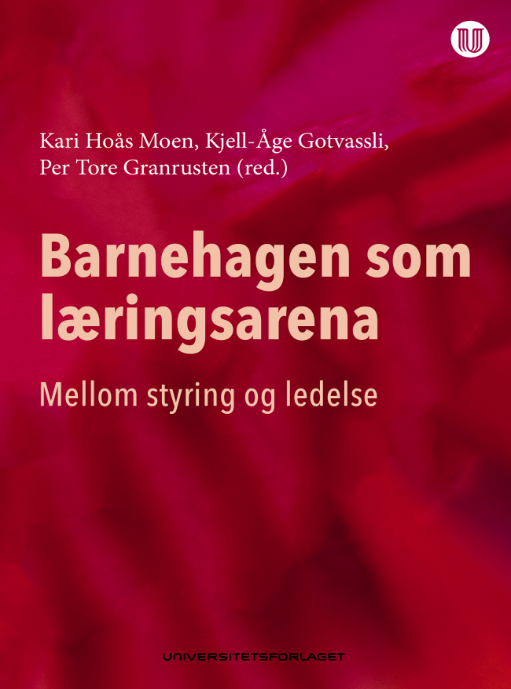 Kari Hoås Moen, Kjell-Åge Gotvassli,
Per Tore Granrusten (red.)
Barnehagen som
læringsarena
Mellom styring og ledelse
UNIVERSITETSFORLAGET